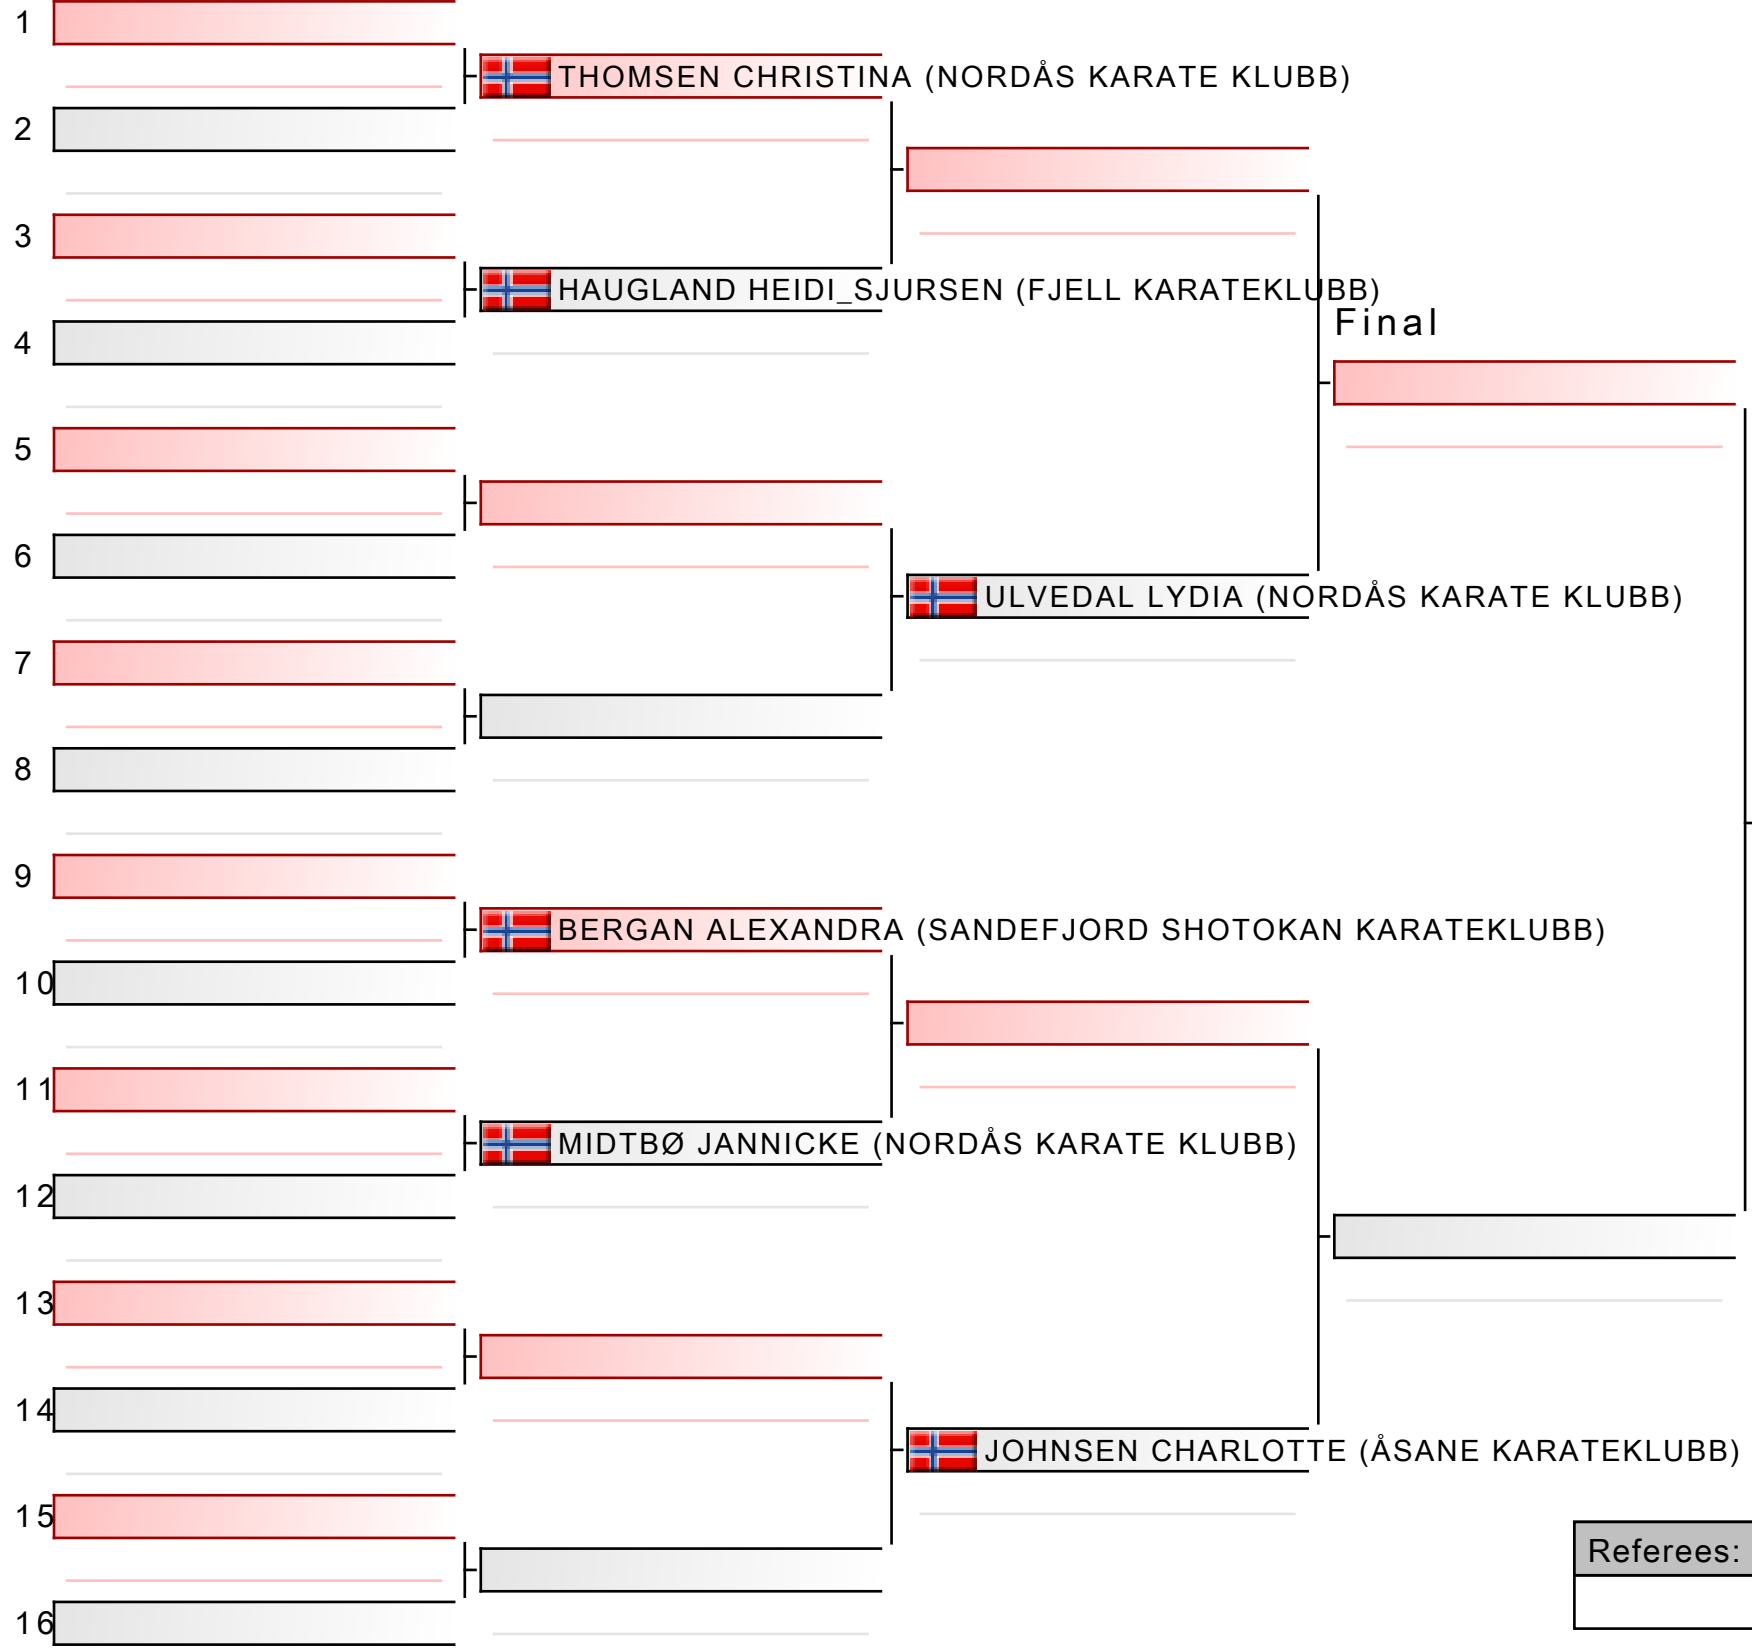 1
THOMSEN CHRISTINA (NORDÅS KARATE KLUBB)
2
3
HAUGLAND HEIDI_SJURSEN (FJELL KARATEKLUBB)
Final
4
5
6
ULVEDAL LYDIA (NORDÅS KARATE KLUBB)
7
8
9
BERGAN ALEXANDRA (SANDEFJORD SHOTOKAN KARATEKLUBB)
10
11
MIDTBØ JANNICKE (NORDÅS KARATE KLUBB)
12
13
14
JOHNSEN CHARLOTTE (ÅSANE KARATEKLUBB)
15
Referees:
16